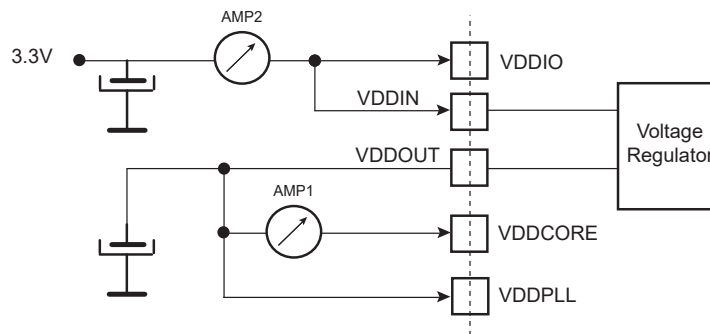 AMP2
3.3V
VDDIO
VDDIN
Voltage
Regulator
VDDOUT
AMP1
VDDCORE
VDDPLL